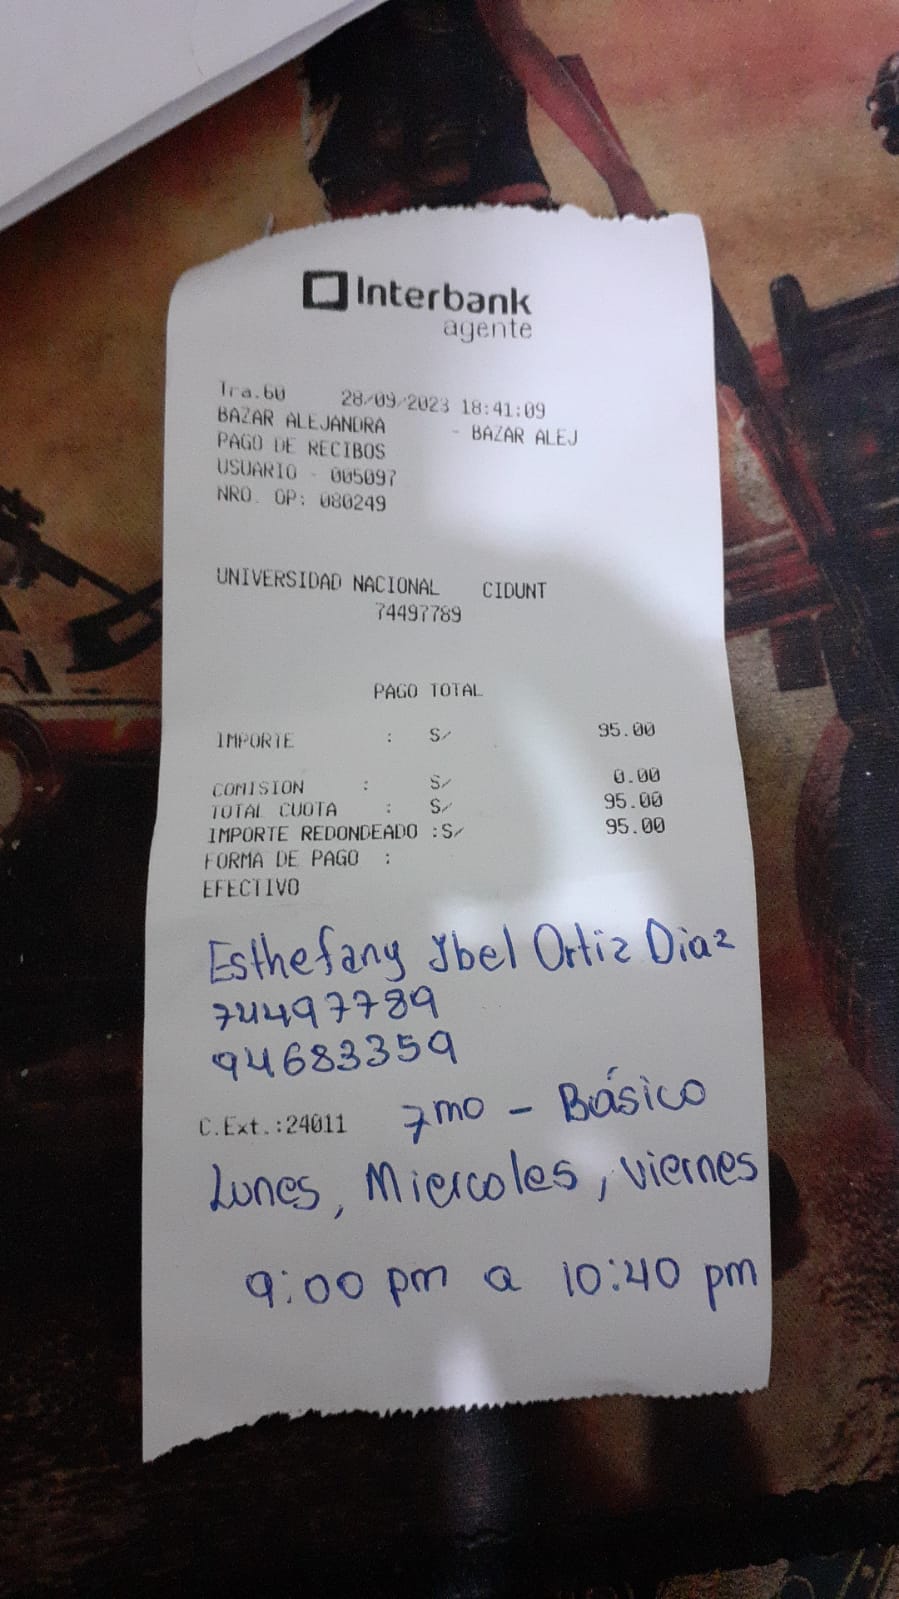 Interbank
agente
Tra.60 28/09/2023 18:41:09
BAZAR ALEJANDRA - BAZAR ALEJ
PAGO DE RECIBOS
USUARIO - 005097
NRO. OP: 080249
UNIVERSIDAD NACIONAL CIDUNT
74497789
PAGO TOTAL
IMPORTE : S/ 95.00
COMISION : S/ 0.00
TOTAL CUOTA : S/ 95.00
IMPORTE REDONDEADO :S/ 95.00
FORMA DE PAGO :
EFECTIVO
Esthefany Ybel Ortiz Diaz
74497789
94683359
C.Ext.:24011 7mo - Básico
Lunes, Miercoles, viernes
9:00 pm a 10:40 pm